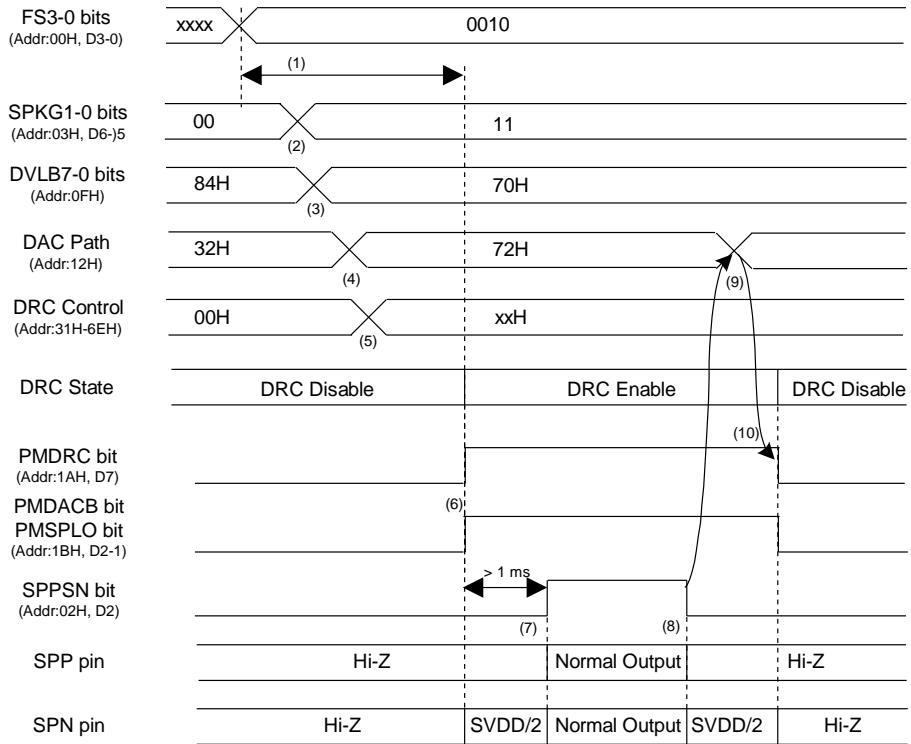 FS3-0 bits
(Addr:00H, D3-0)
xxxx
0010
(1)
SPKG1-0 bits
(Addr:03H, D6-)5
00
11
(2)
DVLB7-0 bits
(Addr:0FH)
84H
70H
(3)
DAC Path
(Addr:12H)
32H
72H
(4)
(9)
DRC Control
(Addr:31H-6EH)
00H
xxH
(5)
DRC State
DRC Disable
DRC Enable
DRC Disable
(10)
PMDRC bit
(Addr:1AH, D7)
PMDACB bit
PMSPLO bit
(Addr:1BH, D2-1)
(6)
SPPSN bit
(Addr:02H, D2)
> 1 ms
(7)
(8)
SPP pin
Hi-Z
Normal Output
Hi-Z
SPN pin
Hi-Z
SVDD/2
Normal Output
SVDD/2
Hi-Z